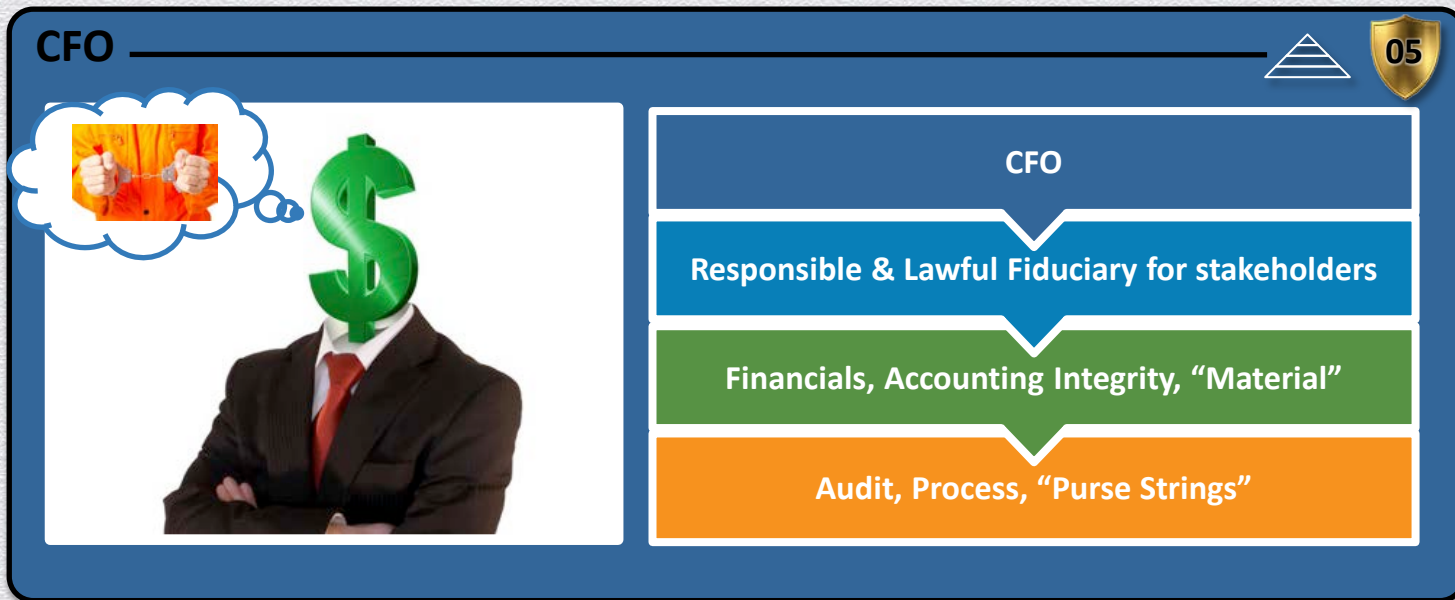 CFO
05
CFO
Responsible & Lawful Fiduciary for stakeholders
Financials, Accounting Integrity, “Material”
Audit, Process, “Purse Strings”